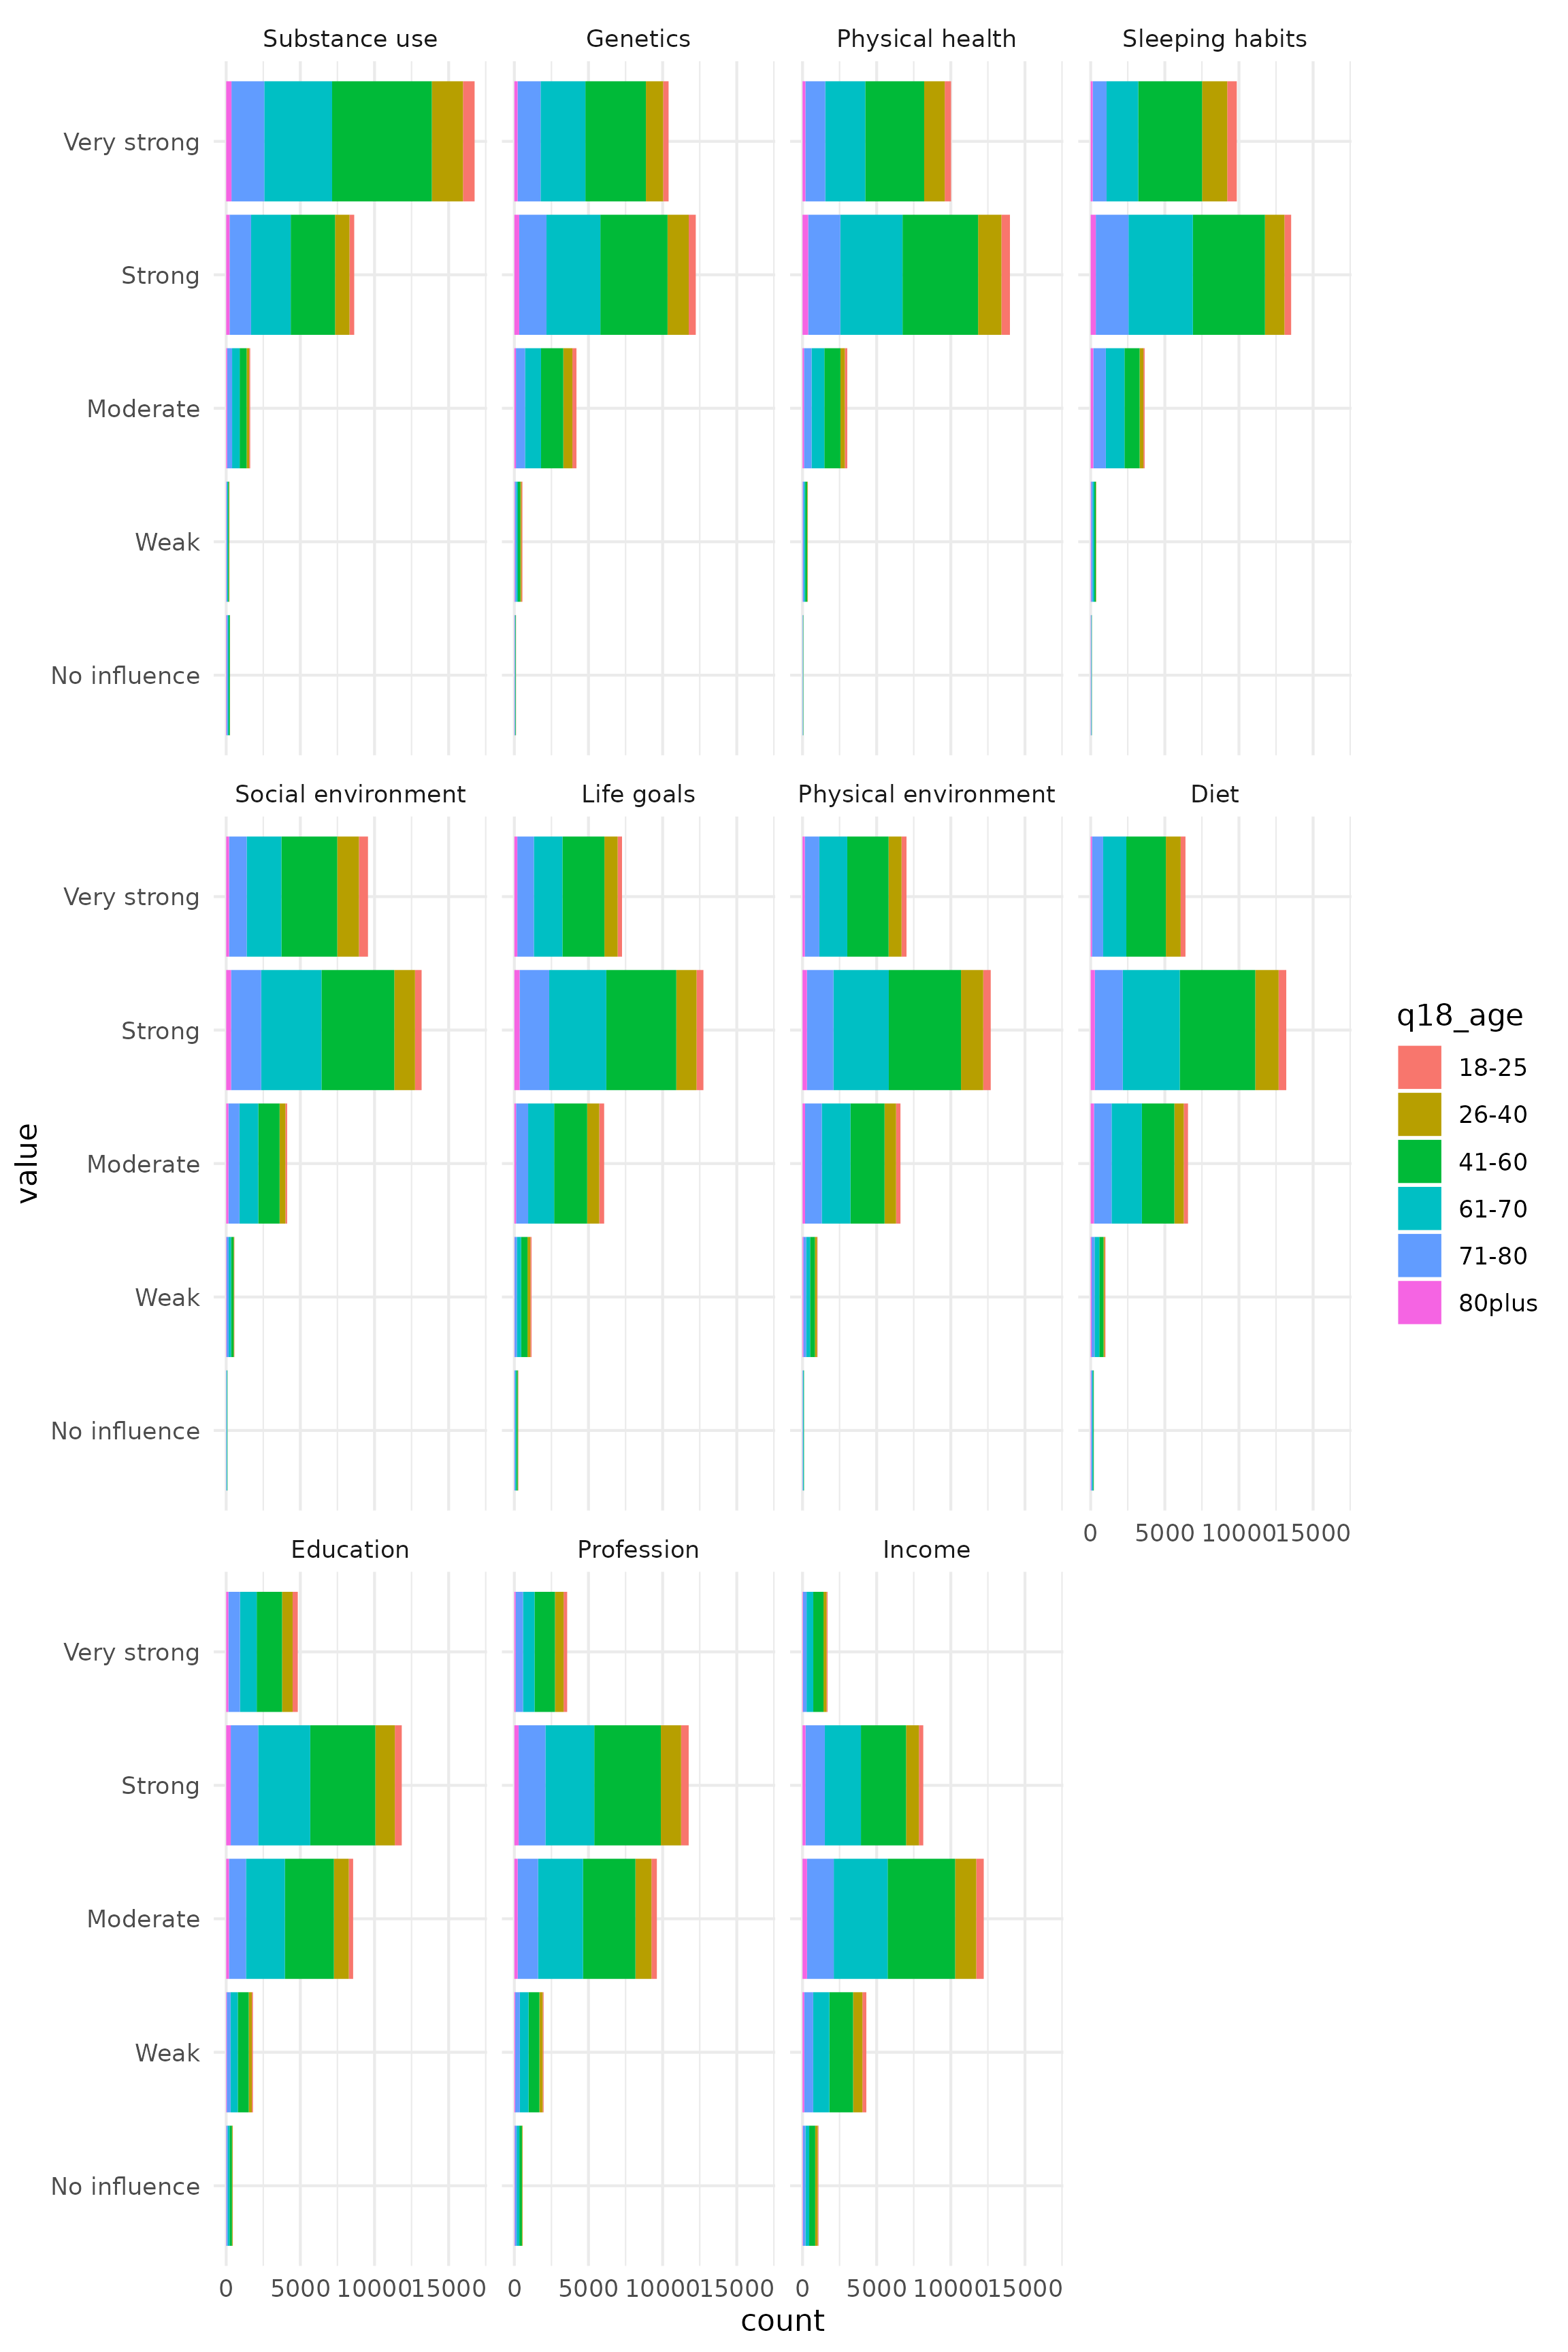 Substance use Genetics Physical health Sleeping habits
Very strong
Strong
Moderate
Weak
No influence
Social environment Life goals Physical environment Diet
Very strong
Strong
Moderate
Weak
No influence
0 5000 10000 15000
Education Profession Income
Very strong
Strong
Moderate
Weak
No influence
0 5000 10000 15000 0 5000 10000 15000 0 5000 10000 15000
count
value
q18_age
18-25
26-40
41-60
61-70
71-80
80plus